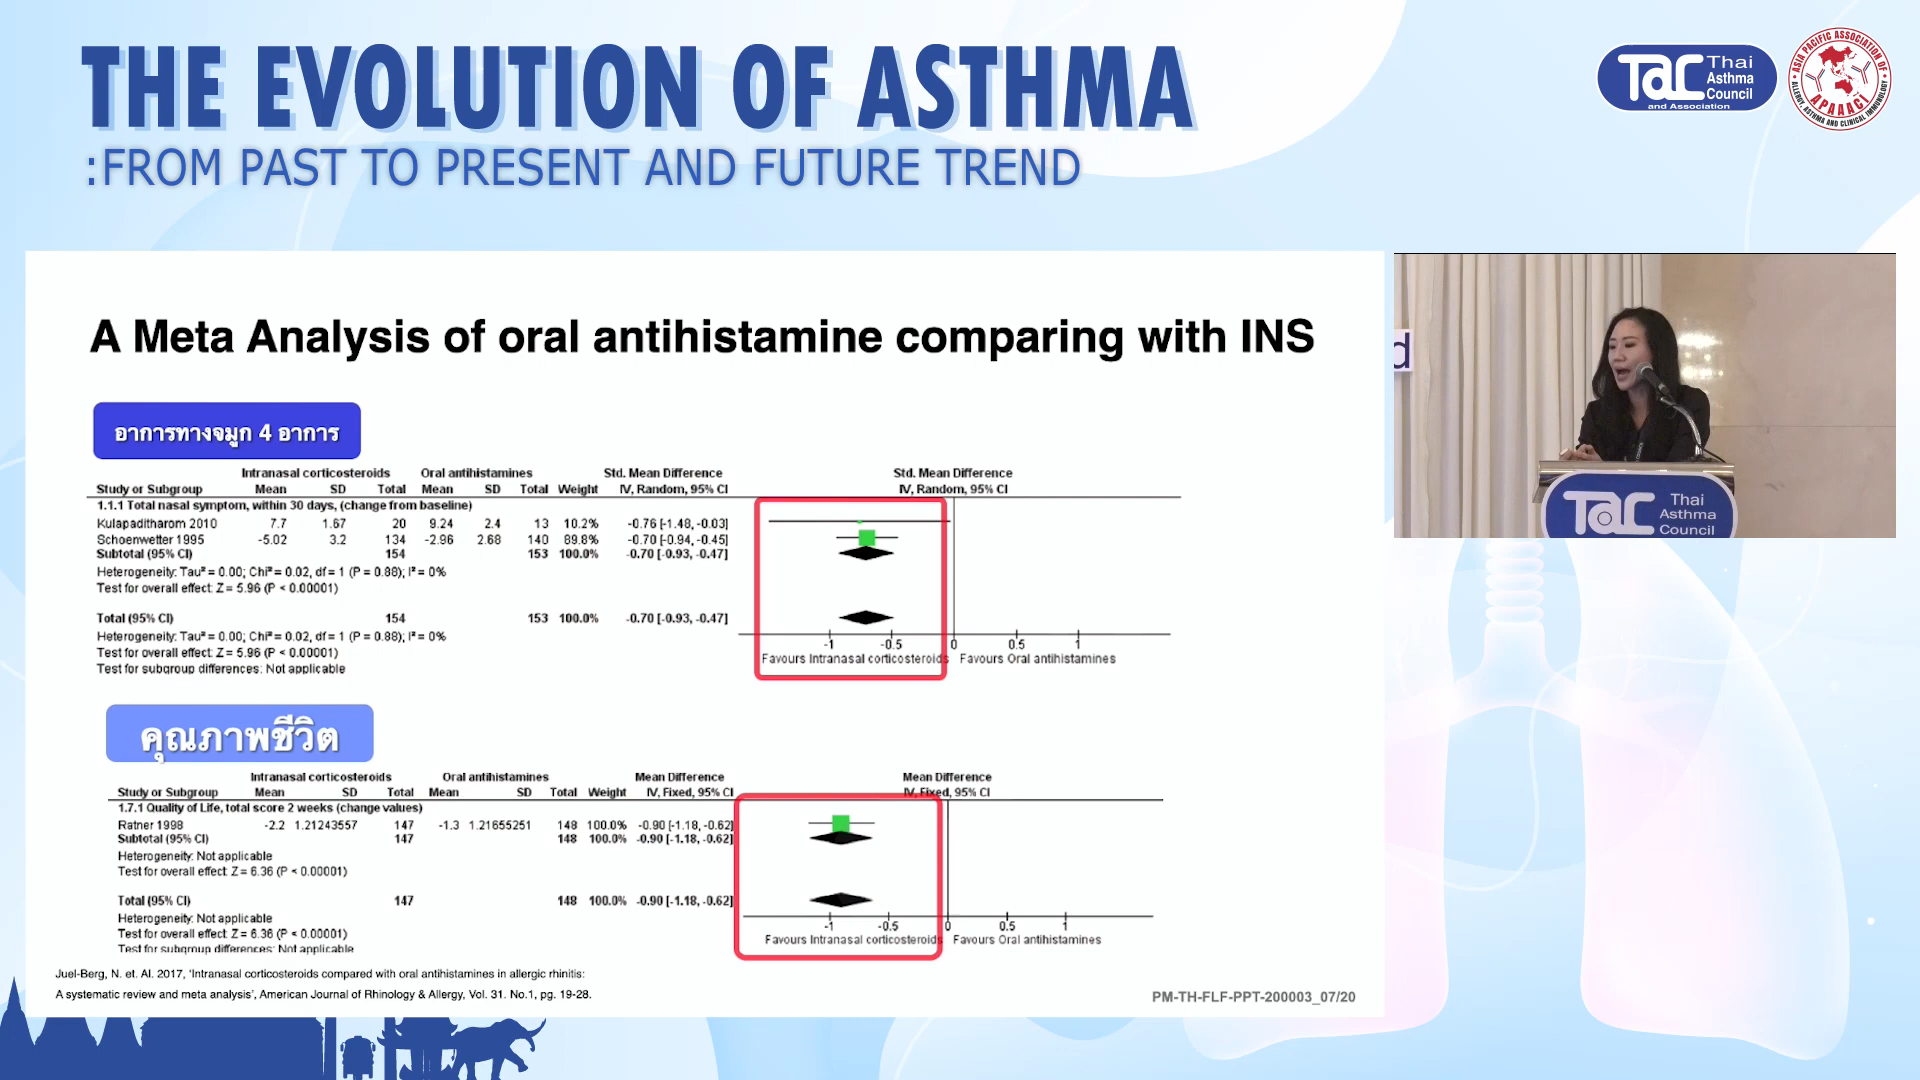 THE EVOLUTION OF ASTHMA
:FROM PAST TO PRESENT AND FUTURE TREND
TaC Thai Asthma Council and Association
ASIA PACIFIC ASSOCIATION OF ALLERGY, ASTHMA AND CLINICAL IMMUNOLOGY
APAAACI
A Meta Analysis of oral antihistamine comparing with INS
อาการทางจมูก 4 อาการ
Intranasal corticosteroids Oral antihistamines Std. Mean Difference Std. Mean Difference
Study or Subgroup Mean SD Total Mean SD Total Weight IV, Random, 95% CI IV, Random, 95% CI
1.1.1 Total nasal symptom, within 30 days, (change from baseline)
Kulapaditharom 2010 7.7 1.67 20 9.24 2.4 13 10.2% -0.76 [-1.48, -0.03]
Schoenwetter 1995 -5.02 3.2 134 -2.96 2.68 140 89.8% -0.70 [-0.94, -0.45]
Subtotal (95% CI) 154 153 100.0% -0.70 [-0.93, -0.47]
Heterogeneity: Tau² = 0.00; Chi² = 0.02, df = 1 (P = 0.88); I² = 0%
Test for overall effect: Z = 5.96 (P < 0.00001)
Total (95% CI) 154 153 100.0% -0.70 [-0.93, -0.47]
Heterogeneity: Tau² = 0.00; Chi² = 0.02, df = 1 (P = 0.88); I² = 0%
Test for overall effect: Z = 5.96 (P < 0.00001)
Test for subgroup differences: Not applicable
-1 -0.5 0 0.5 1
Favours Intranasal corticosteroids Favours Oral antihistamines
คุณภาพชีวิต
Intranasal corticosteroids Oral antihistamines Mean Difference Mean Difference
Study or Subgroup Mean SD Total Mean SD Total Weight IV, Fixed, 95% CI IV, Fixed, 95% CI
1.7.1 Quality of Life, total score 2 weeks (change values)
Ratner 1998 -2.2 1.21243557 147 -1.3 1.21655251 148 100.0% -0.90 [-1.18, -0.62]
Subtotal (95% CI) 147 148 100.0% -0.90 [-1.18, -0.62]
Heterogeneity: Not applicable
Test for overall effect: Z = 6.36 (P < 0.00001)
Total (95% CI) 147 148 100.0% -0.90 [-1.18, -0.62]
Heterogeneity: Not applicable
Test for overall effect: Z = 6.36 (P < 0.00001)
Test for subgroup differences: Not applicable
-1 -0.5 0 0.5 1
Favours Intranasal corticosteroids Favours Oral antihistamines
Juel-Berg, N. et. Al. 2017, 'Intranasal corticosteroids compared with oral antihistamines in allergic rhinitis:
A systematic review and meta analysis', American Journal of Rhinology & Allergy, Vol. 31. No.1, pg. 19-28.
PM-TH-FLF-PPT-200003_07/20
d
TaC Thai Asthma Council